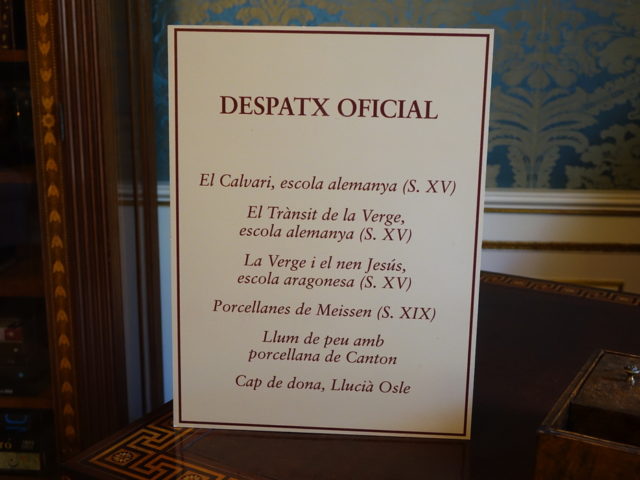 DESPATX OFICIAL
El Calvari, escola alemanya (S. XV)
El Trànsit de la Verge,
escola alemanya (S. XV)
La Verge i el nen Jesús,
escola aragonesa (S. XV)
Porcellanes de Meissen (S. XIX)
Llum de peu amb
porcellana de Canton
Cap de dona, Llucià Osle